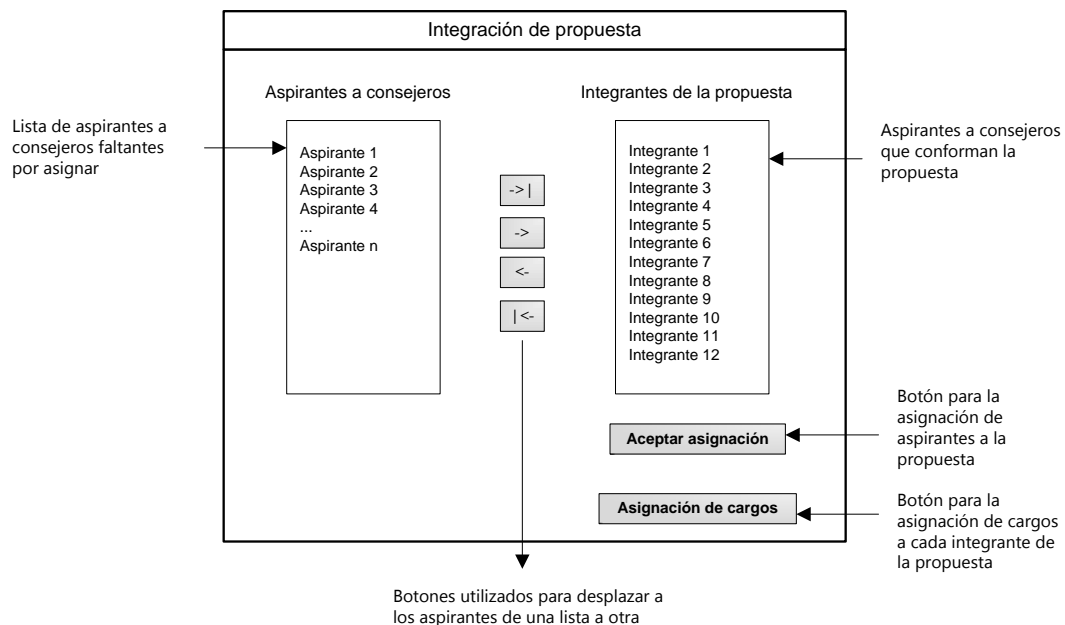 Integración de propuesta
Aspirantes a consejeros
Integrantes de la propuesta
Lista de aspirantes a
consejeros faltantes
por asignar
Aspirante 1
Aspirante 2
Aspirante 3
Aspirante 4
...
Aspirante n
->|
->
<-
|<-
Integrante 1
Integrante 2
Integrante 3
Integrante 4
Integrante 5
Integrante 6
Integrante 7
Integrante 8
Integrante 9
Integrante 10
Integrante 11
Integrante 12
Aspirantes a consejeros
que conforman la
propuesta
Aceptar asignación
Botón para la
asignación de
aspirantes a la
propuesta
Asignación de cargos
Botón para la
asignación de cargos
a cada integrante de
la propuesta
Botones utilizados para desplazar a
los aspirantes de una lista a otra